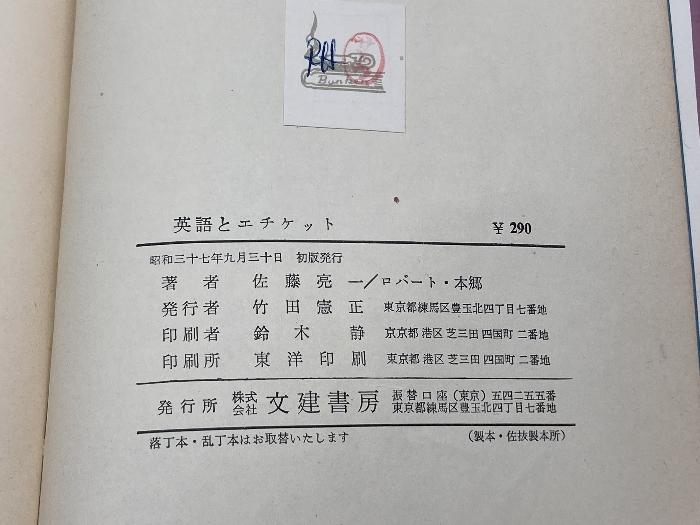 RH
Bunken
英語とエチケット ￥290
昭和三十七年九月三十日 初版発行
著者 佐藤亮一／ロバート・本郷
発行者 竹田憲正 東京都練馬区豊玉北四丁目七番地
印刷者 鈴木静 京京都港区芝三田四国町二番地
印刷所 東洋印刷 東京都港区芝三田四国町二番地
発行所 株式会社 文建書房 振替口座（東京）五四二五五番
東京都練馬区豊玉北四丁目七番地
落丁本・乱丁本はお取替いたします （製本・佐抜製本所）